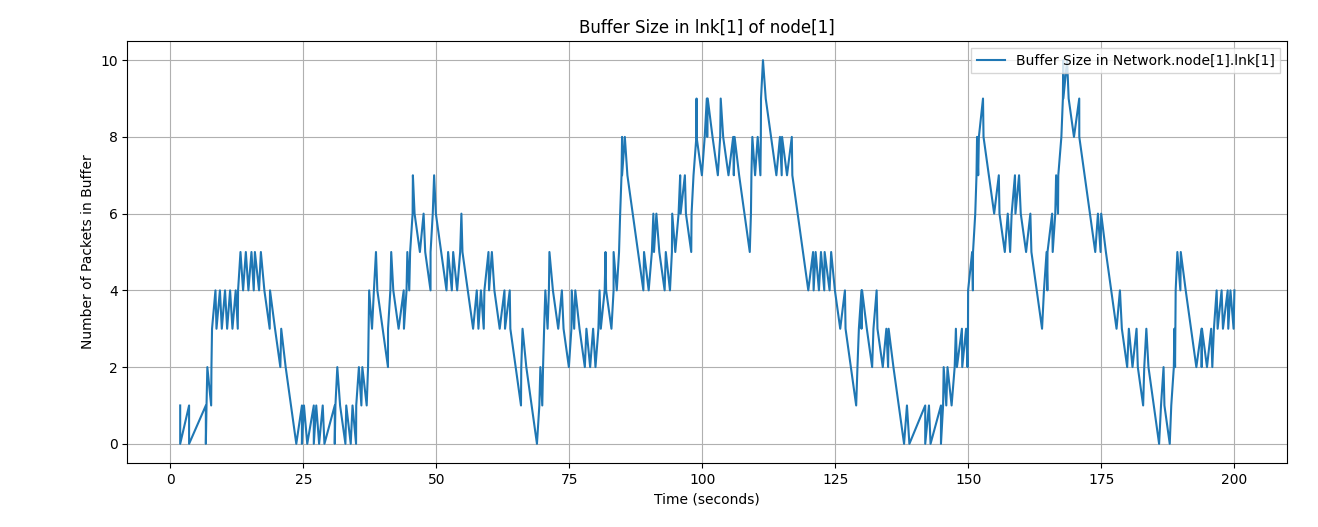 Buffer Size in lnk[1] of node[1]
Buffer Size in Network.node[1].lnk[1]
Number of Packets in Buffer
10
8
6
4
2
0
0 25 50 75 100 125 150 175 200
Time (seconds)